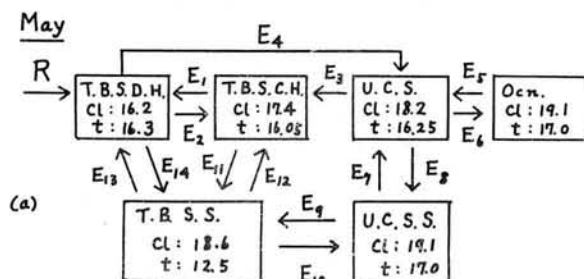 May
E4
R
T.B.S.D.H.
Cl: 16.2
t: 16.3
E1
E2
T.B.S.C.H.
Cl: 17.4
t: 16.05
E3
U.C.S.
Cl: 18.2
t: 16.25
E5
E6
Ocn.
Cl: 19.1
t: 17.0
E13
E14
E11
E12
E7
E8
(a)
T.B S.S.
Cl: 18.6
t: 12.5
E9
U.C.S.S.
Cl: 19.1
t: 17.0